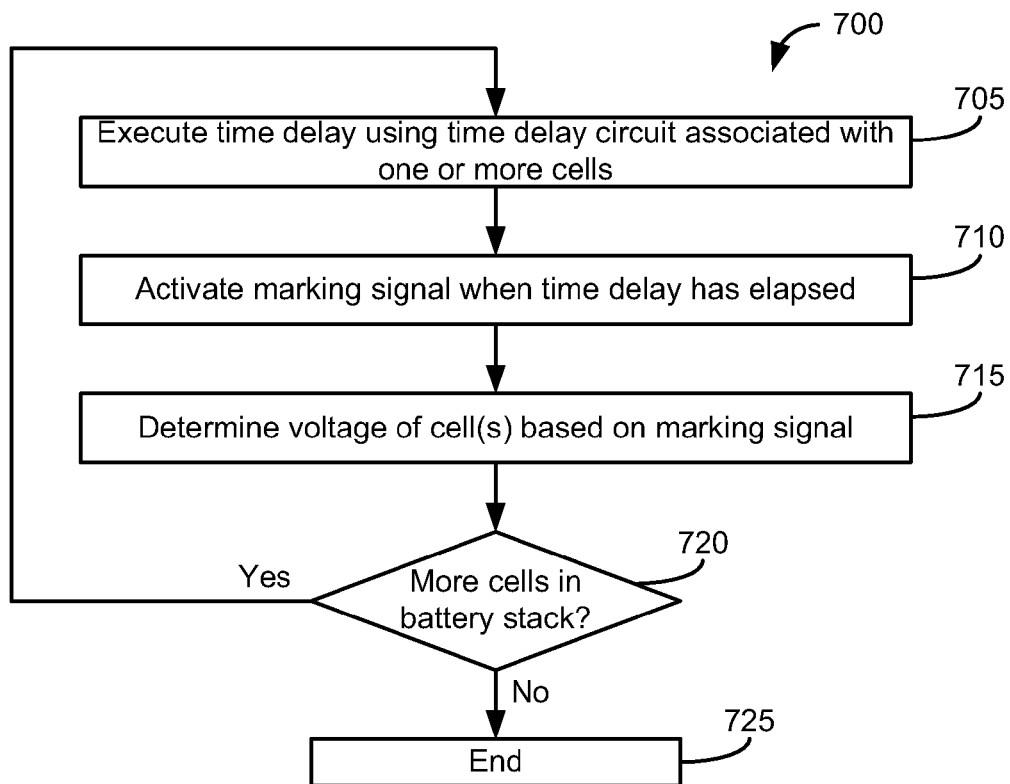 700
705
Execute time delay using time delay circuit associated with
one or more cells
710
Activate marking signal when time delay has elapsed
715
Determine voltage of cell(s) based on marking signal
720
Yes
More cells in
battery stack?
No
725
End